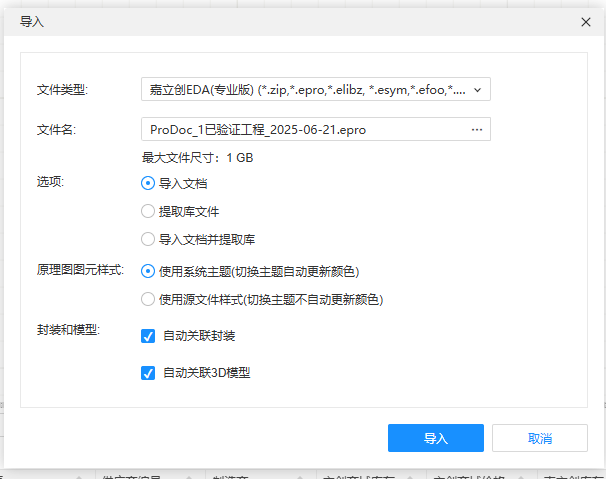 导入
文件类型: 嘉立创EDA(专业版) (*.zip,*.epro,*.elibz, *.esym,*.efoo,*....
文件名: ProDoc_1已验证工程_2025-06-21.epro ...
最大文件尺寸：1 GB
选项: 导入文档
提取库文件
导入文档并提取库
原理图图元样式: 使用系统主题(切换主题自动更新颜色)
使用源文件样式(切换主题不自动更新颜色)
封装和模型: 自动关联封装
自动关联3D模型
导入 取消